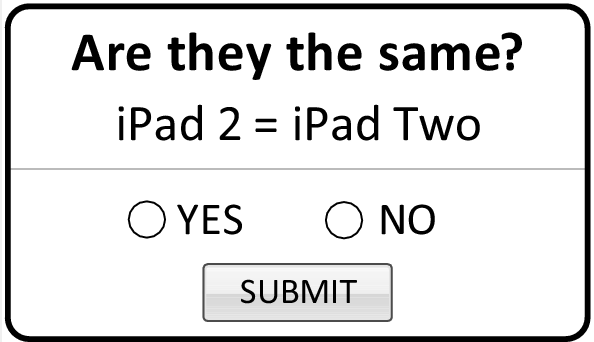 Are they the same?
iPad 2 = iPad Two
YES NO
SUBMIT